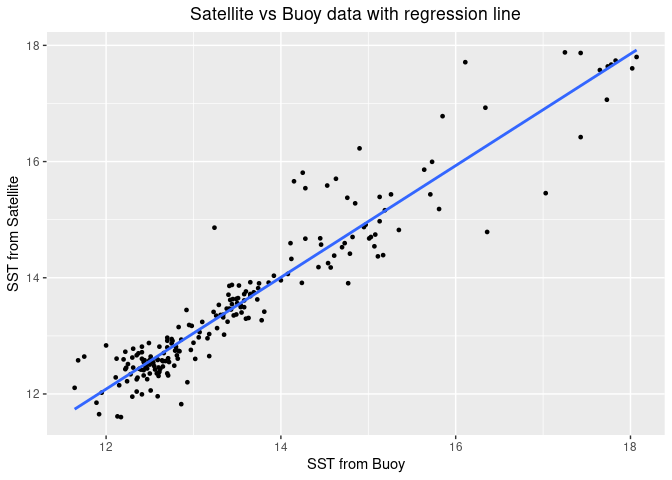 Satellite vs Buoy data with regression line
SST from Satellite
18
16
14
12
12 14 16 18
SST from Buoy